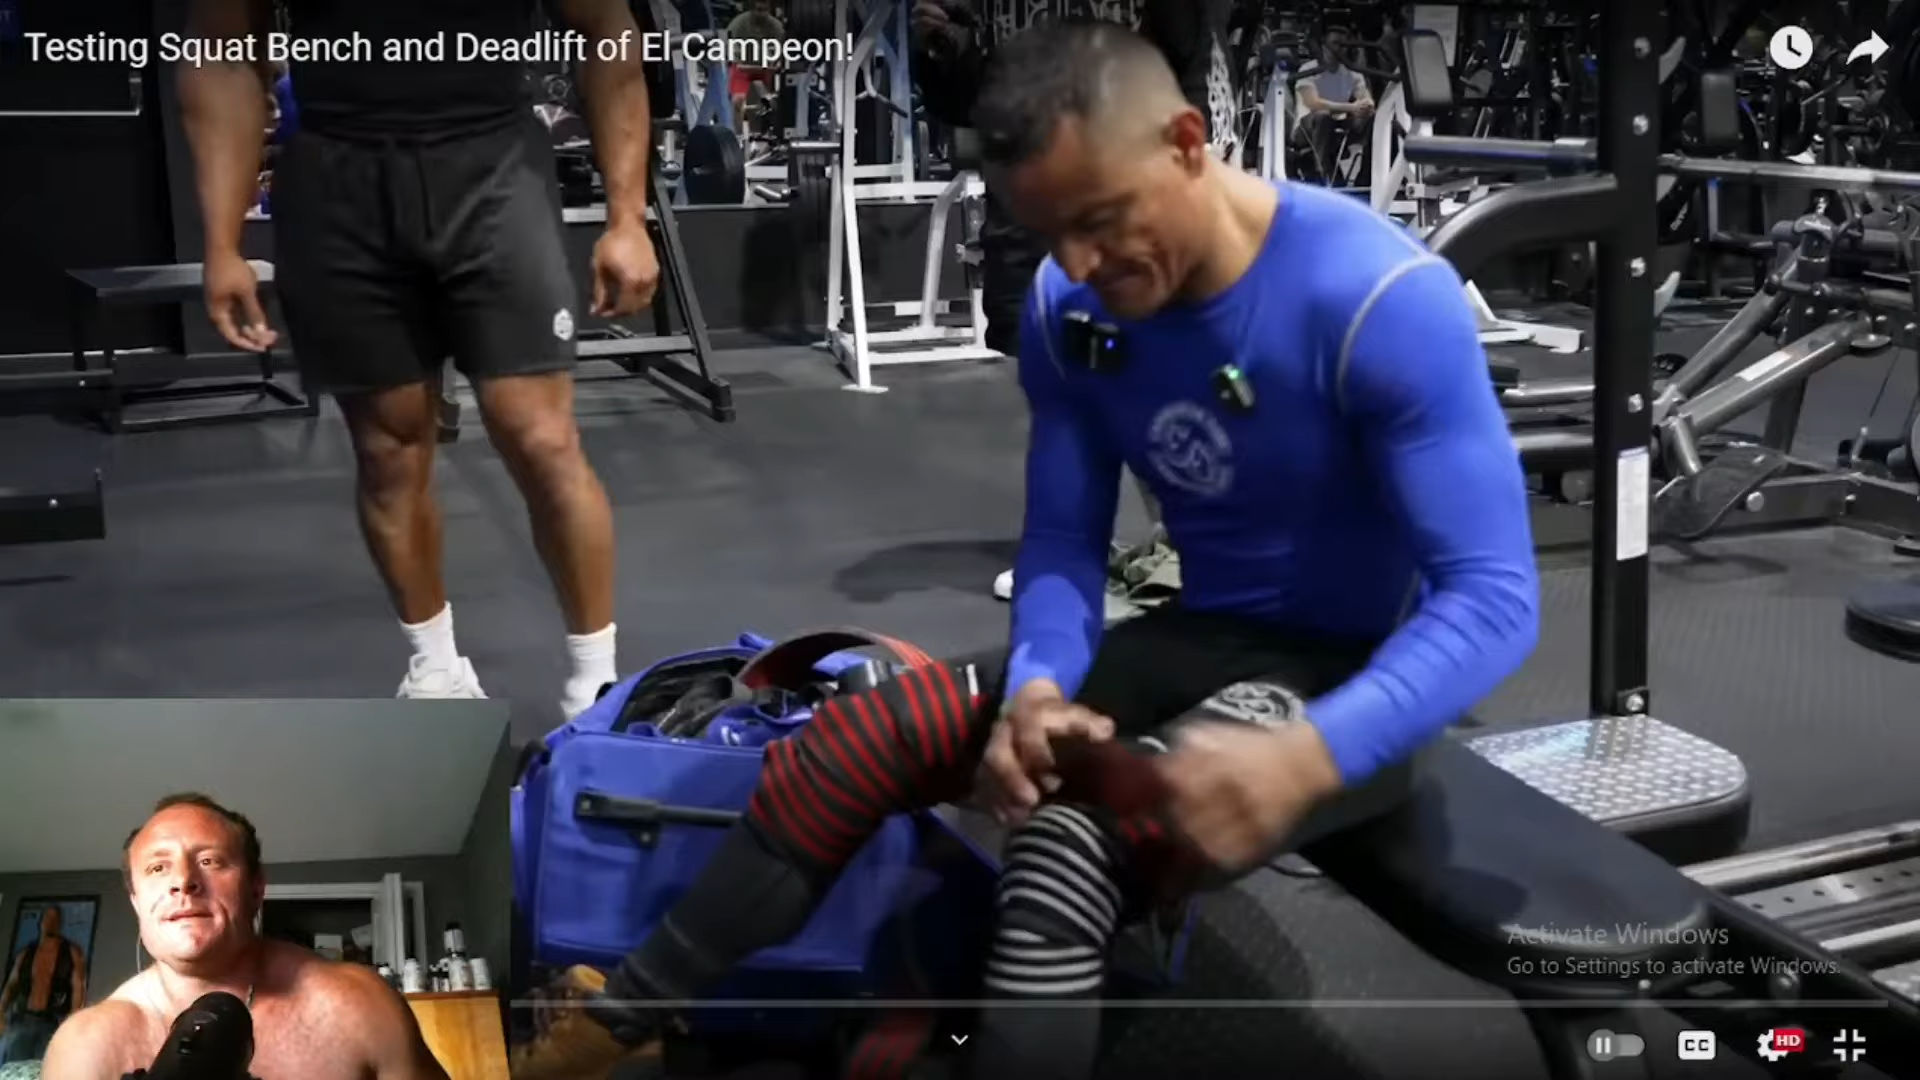 Testing Squat Bench and Deadlift of El Campeon!
Activate Windows
Go to Settings to activate Windows.
CC
HD